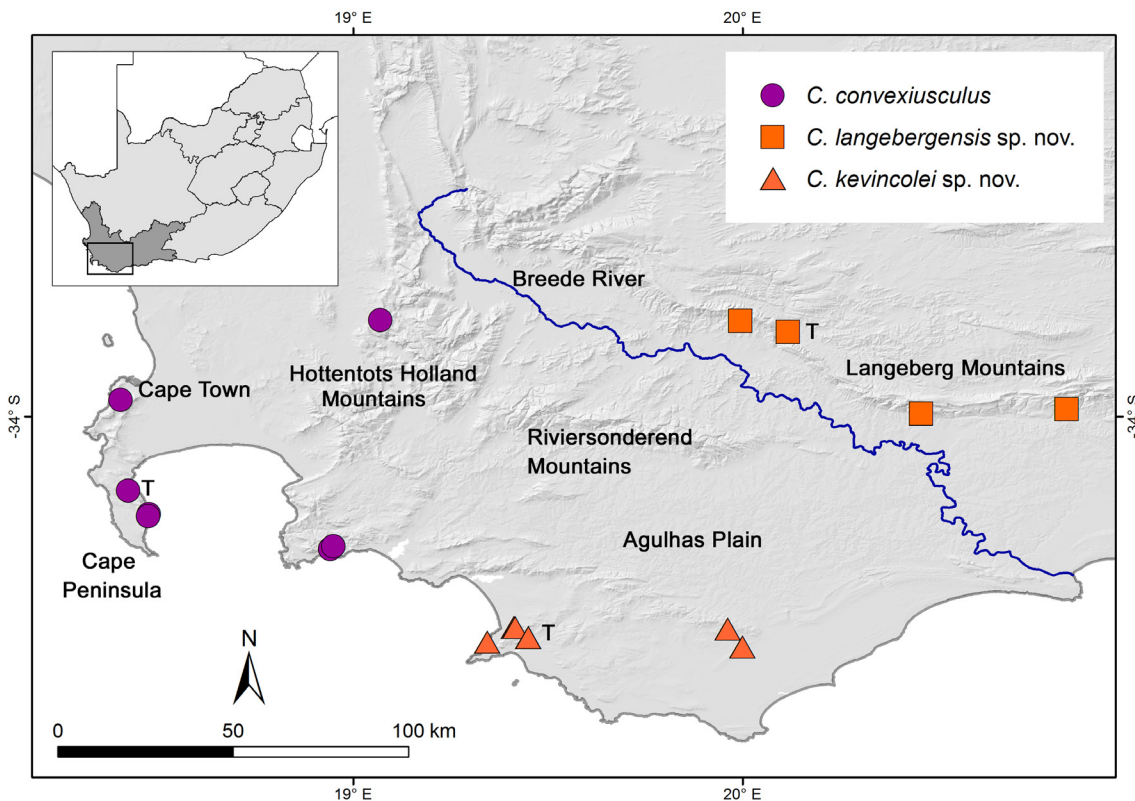 19° E
20° E
C. convexiusculus
C. langebergensis sp. nov.
C. kevincolei sp. nov.
Breede River
T
Langeberg Mountains
Hottentots Holland
Mountains
Cape Town
-34° S
-34° S
Riviersonderend
Mountains
T
Agulhas Plain
Cape
Peninsula
T
N
0
50
100 km
19° E
20° E